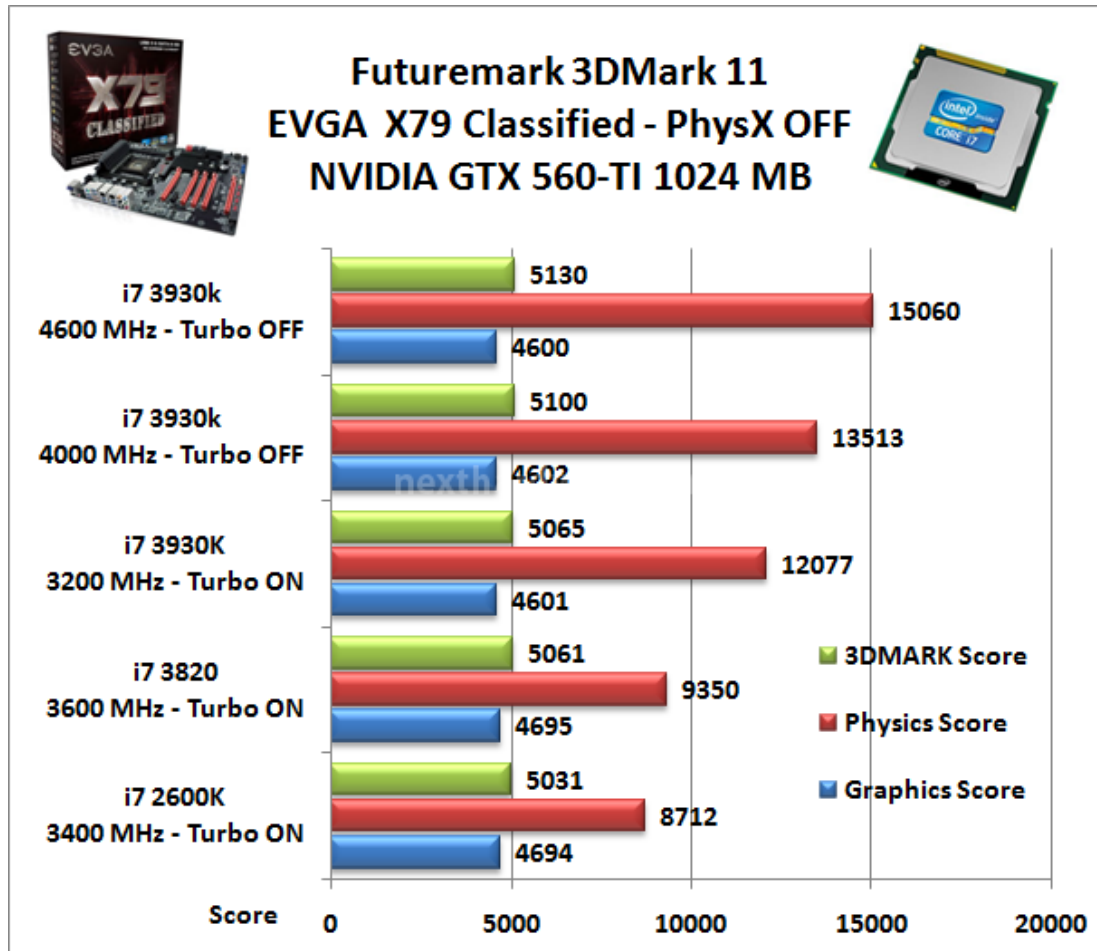 EVGA
X79
CLASSIFIED
Futuremark 3DMark 11
EVGA X79 Classified - PhysX OFF
NVIDIA GTX 560-TI 1024 MB
intel
inside
CORE i7
i7 3930k
4600 MHz - Turbo OFF
5130
15060
4600
i7 3930k
4000 MHz - Turbo OFF
5100
13513
4602
i7 3930K
3200 MHz - Turbo ON
5065
12077
4601
i7 3820
3600 MHz - Turbo ON
5061
9350
4695
i7 2600K
3400 MHz - Turbo ON
5031
8712
4694
3DMARK Score
Physics Score
Graphics Score
Score
0 5000 10000 15000 20000